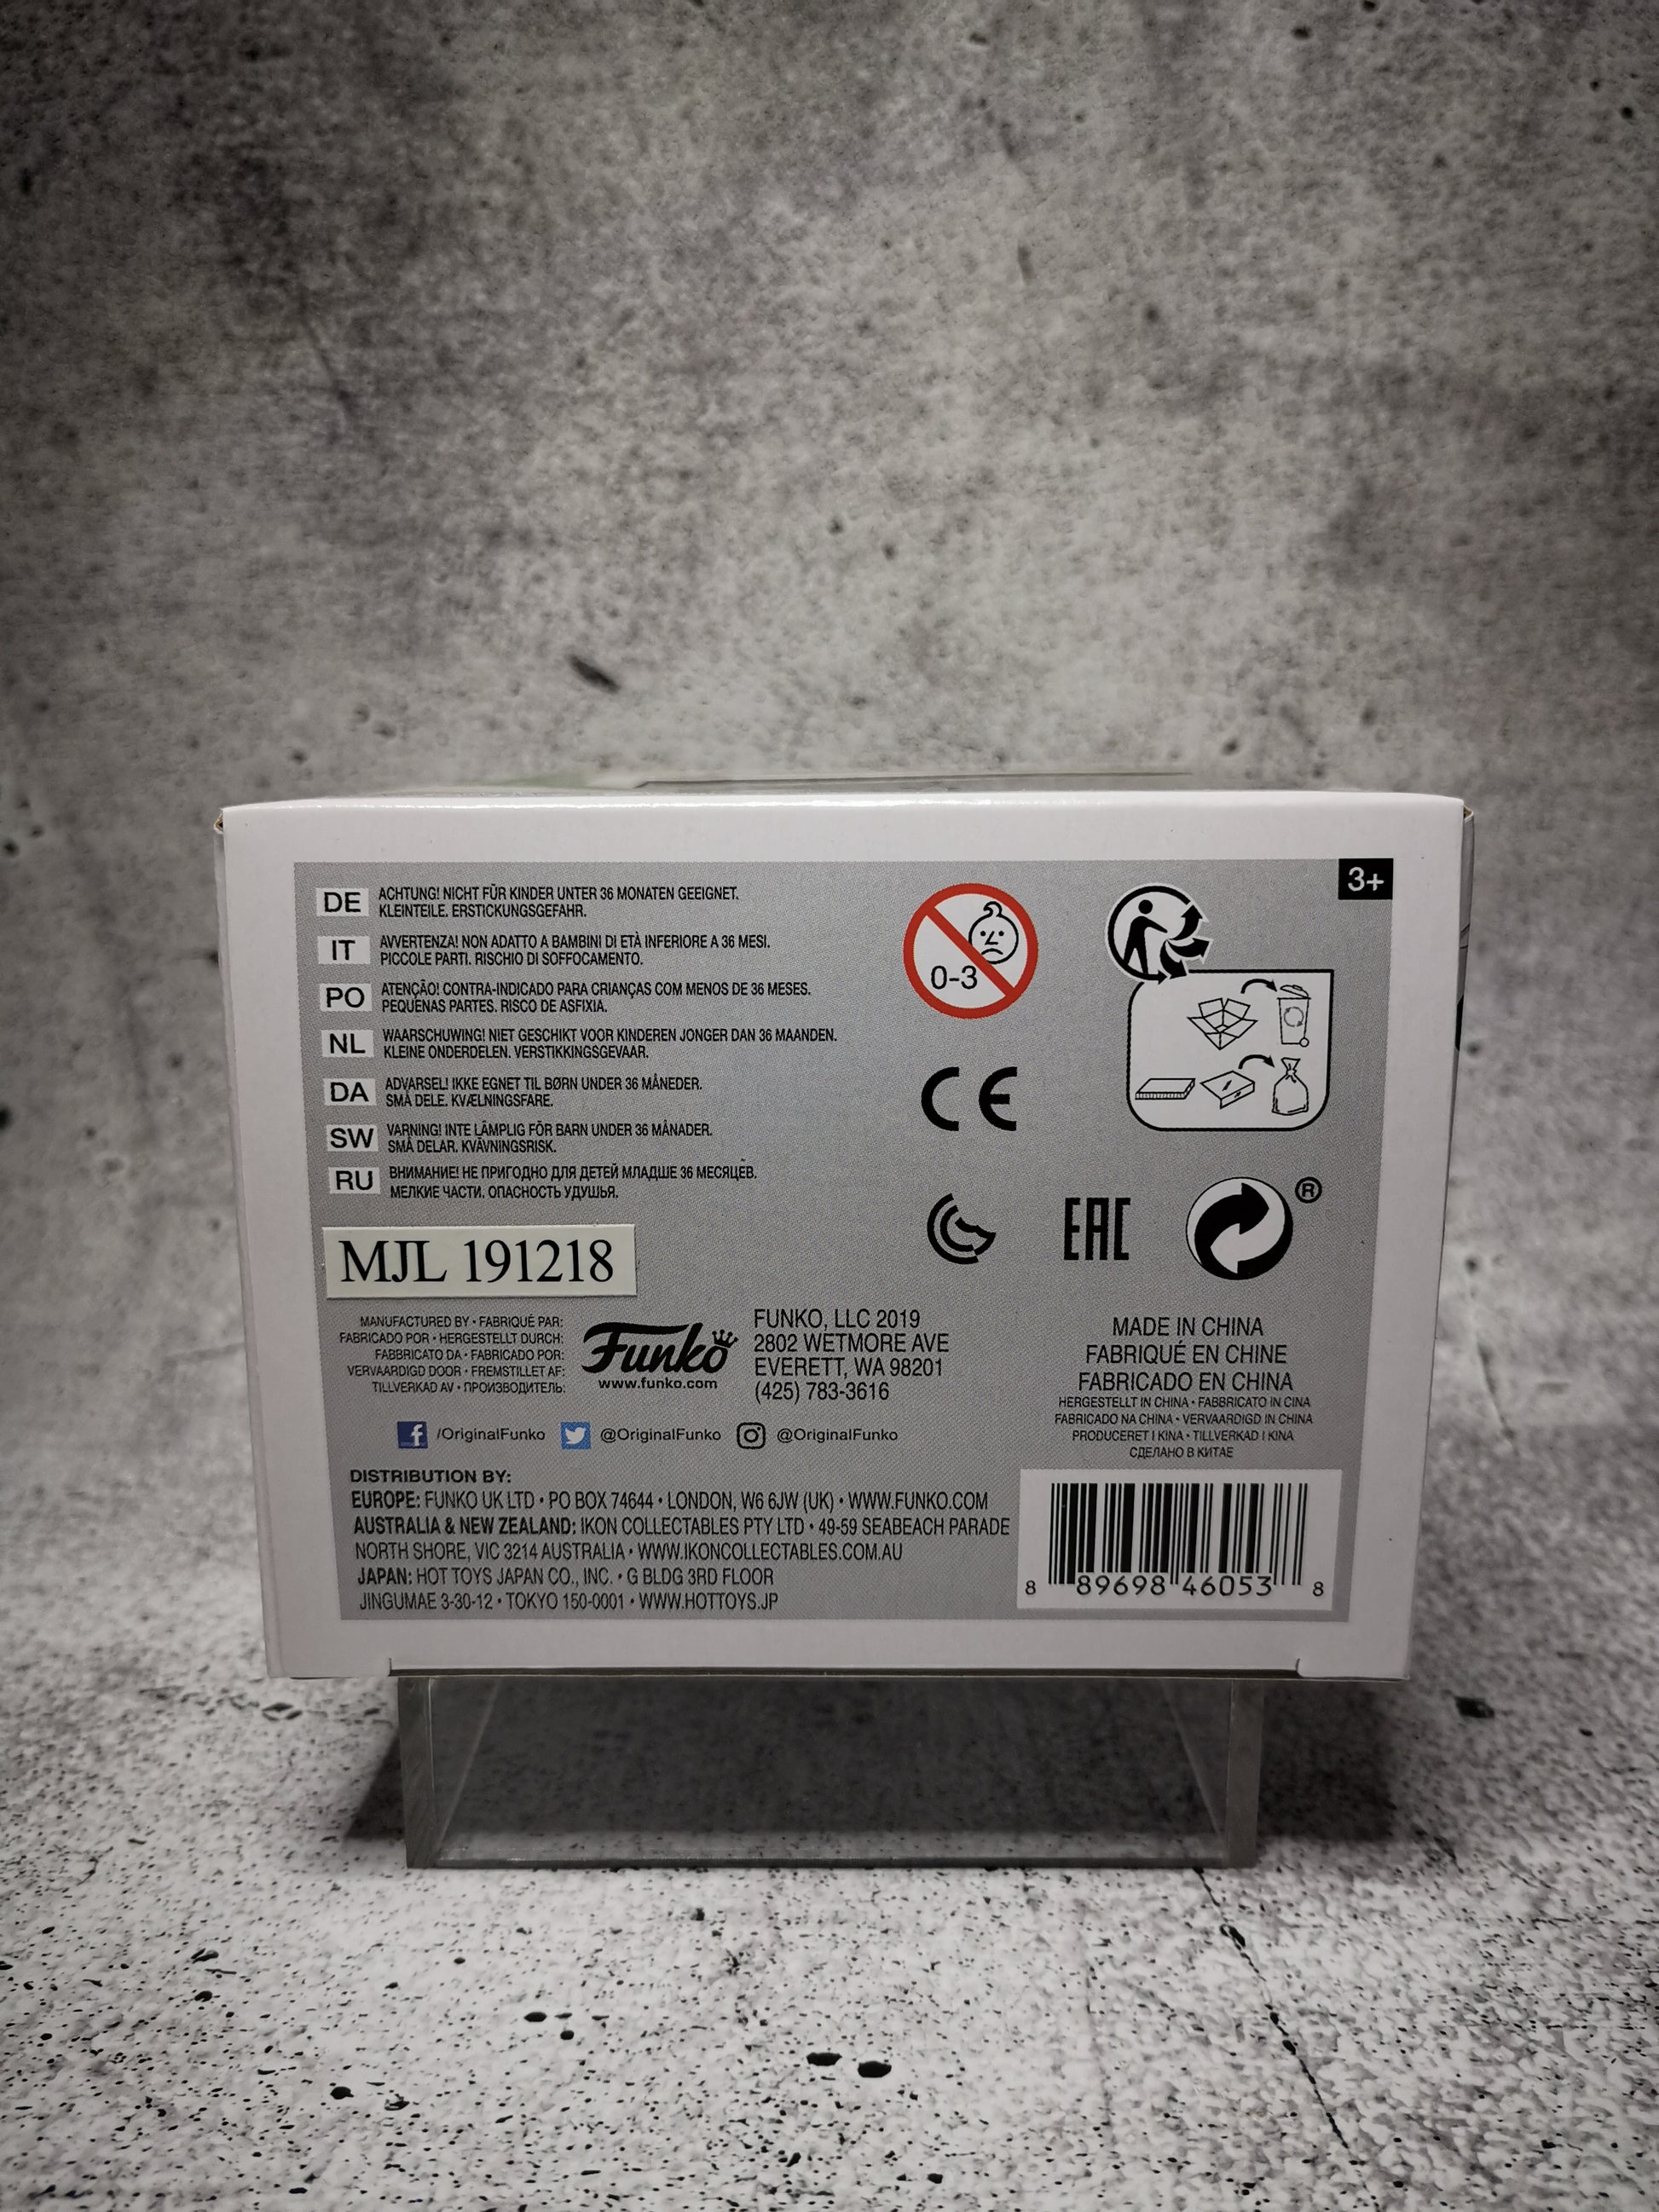 3+
DE ACHTUNG! NICHT FÜR KINDER UNTER 36 MONATEN GEEIGNET.
KLEINTEILE. ERSTICKUNGSGEFAHR.
IT AVVERTENZA! NON ADATTO A BAMBINI DI ETÀ INFERIORE A 36 MESI.
PICCOLE PARTI. RISCHIO DI SOFFOCAMENTO.
PO ATENÇÃO! CONTRA-INDICADO PARA CRIANÇAS COM MENOS DE 36 MESES.
PEQUENAS PARTES. RISCO DE ASFIXIA.
NL WAARSCHUWING! NIET GESCHIKT VOOR KINDEREN JONGER DAN 36 MAANDEN.
KLEINE ONDERDELEN. VERSTIKKINGSGEVAAR.
DA ADVARSEL! IKKE EGNET TIL BØRN UNDER 36 MÅNEDER.
SMÅ DELE. KVÆLNINGSFARE.
SW VARNING! INTE LÄMPLIG FÖR BARN UNDER 36 MÅNADER.
SMÅ DELAR. KVÄVNINGSRISK.
RU ВНИМАНИЕ! НЕ ПРИГОДНО ДЛЯ ДЕТЕЙ МЛАДШЕ 36 МЕСЯЦЕВ.
МЕЛКИЕ ЧАСТИ. ОПАСНОСТЬ УДУШЬЯ.
0-3
CE
EAC
®
MJL 191218
MANUFACTURED BY • FABRIQUÉ PAR:
FABRICADO POR • HERGESTELLT DURCH:
FABBRICATO DA • FABRICADO POR:
VERVAARDIGD DOOR • FREMSTILLET AF:
TILLVERKAD AV • ПРОИЗВОДИТЕЛЬ:
Funko
www.funko.com
FUNKO, LLC 2019
2802 WETMORE AVE
EVERETT, WA 98201
(425) 783-3616
MADE IN CHINA
FABRIQUÉ EN CHINE
FABRICADO EN CHINA
HERGESTELLT IN CHINA • FABBRICATO IN CINA
FABRICADO NA CHINA • VERVAARDIGD IN CHINA
PRODUCERET I KINA • TILLVERKAD I KINA
СДЕЛАНО В КИТАЕ
f /OriginalFunko @OriginalFunko @OriginalFunko
DISTRIBUTION BY:
EUROPE: FUNKO UK LTD • PO BOX 74644 • LONDON, W6 6JW (UK) • WWW.FUNKO.COM
AUSTRALIA & NEW ZEALAND: IKON COLLECTABLES PTY LTD • 49-59 SEABEACH PARADE
NORTH SHORE, VIC 3214 AUSTRALIA • WWW.IKONCOLLECTABLES.COM.AU
JAPAN: HOT TOYS JAPAN CO., INC. • G BLDG 3RD FLOOR
JINGUMAE 3-30-12 • TOKYO 150-0001 • WWW.HOTTOYS.JP
8 89698 46053 8